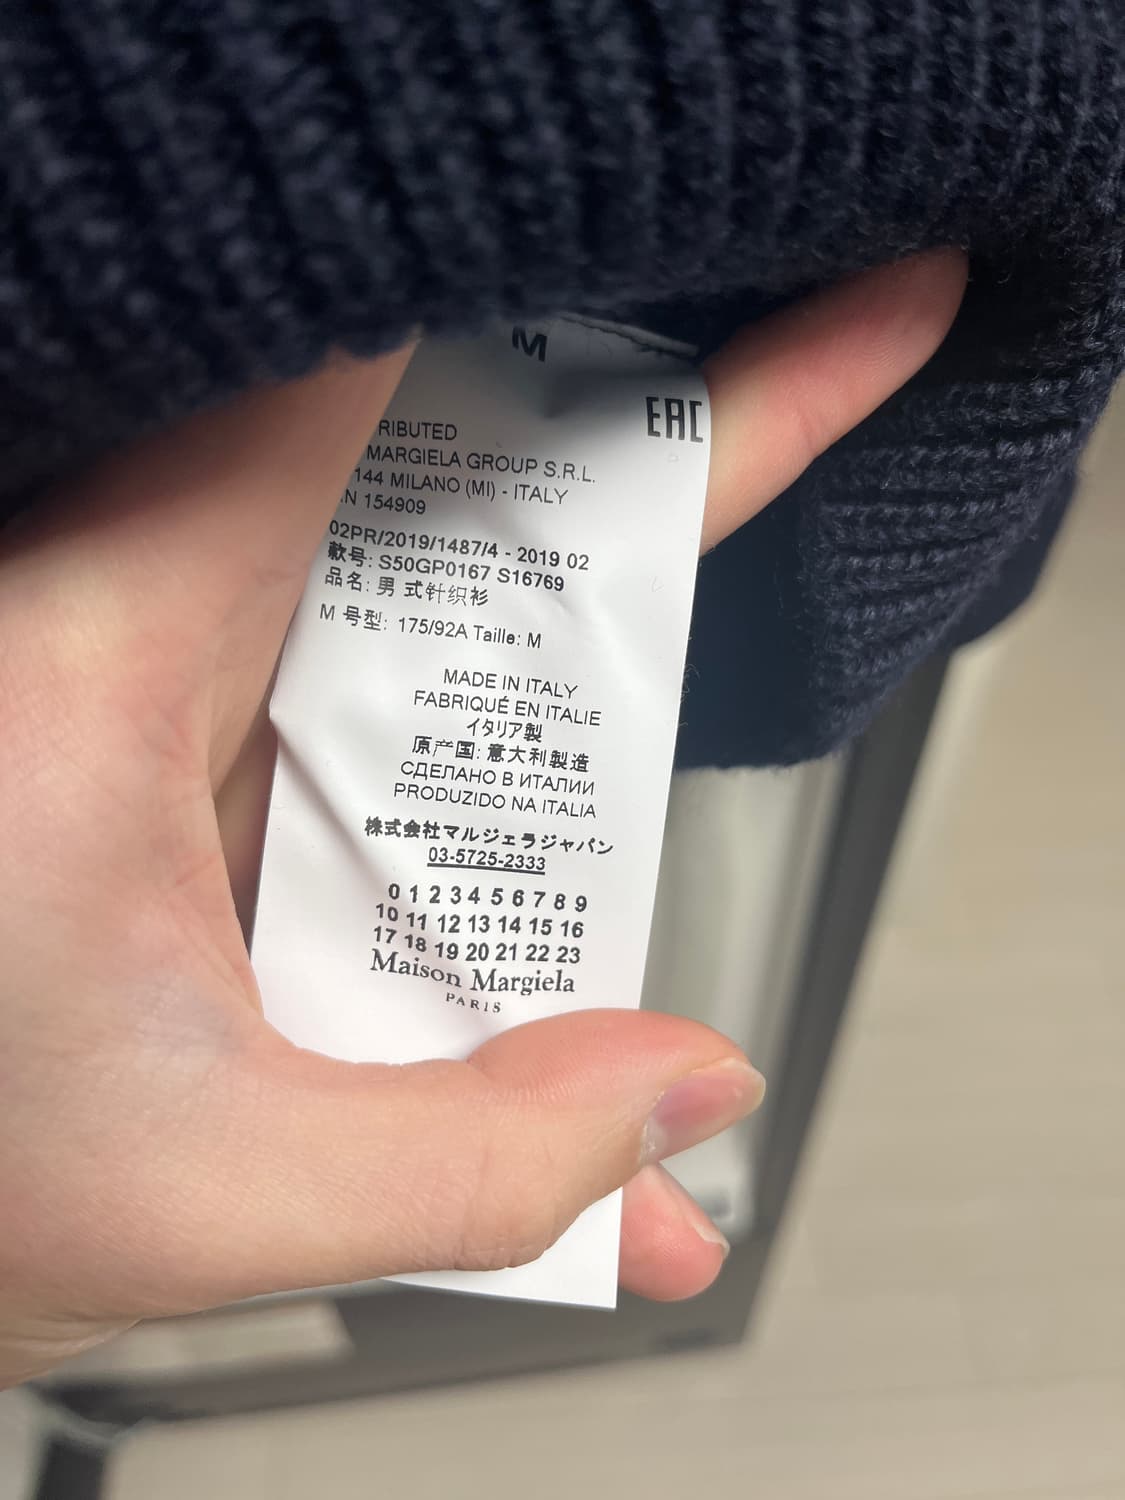 M
EAC
RIBUTED
MARGIELA GROUP S.R.L.
144 MILANO (MI) - ITALY
N 154909
02PR/2019/1487/4 - 2019 02
款号: S50GP0167 S16769
品名: 男 式针织衫
M 号型: 175/92A Taille: M
MADE IN ITALY
FABRIQUÉ EN ITALIE
イタリア製
原产国: 意大利製造
СДЕЛАНО В ИТАЛИИ
PRODUZIDO NA ITALIA
株式会社マルジェラジャパン
03-5725-2333
0 1 2 3 4 5 6 7 8 9
10 11 12 13 14 15 16
17 18 19 20 21 22 23
Maison Margiela
PARIS